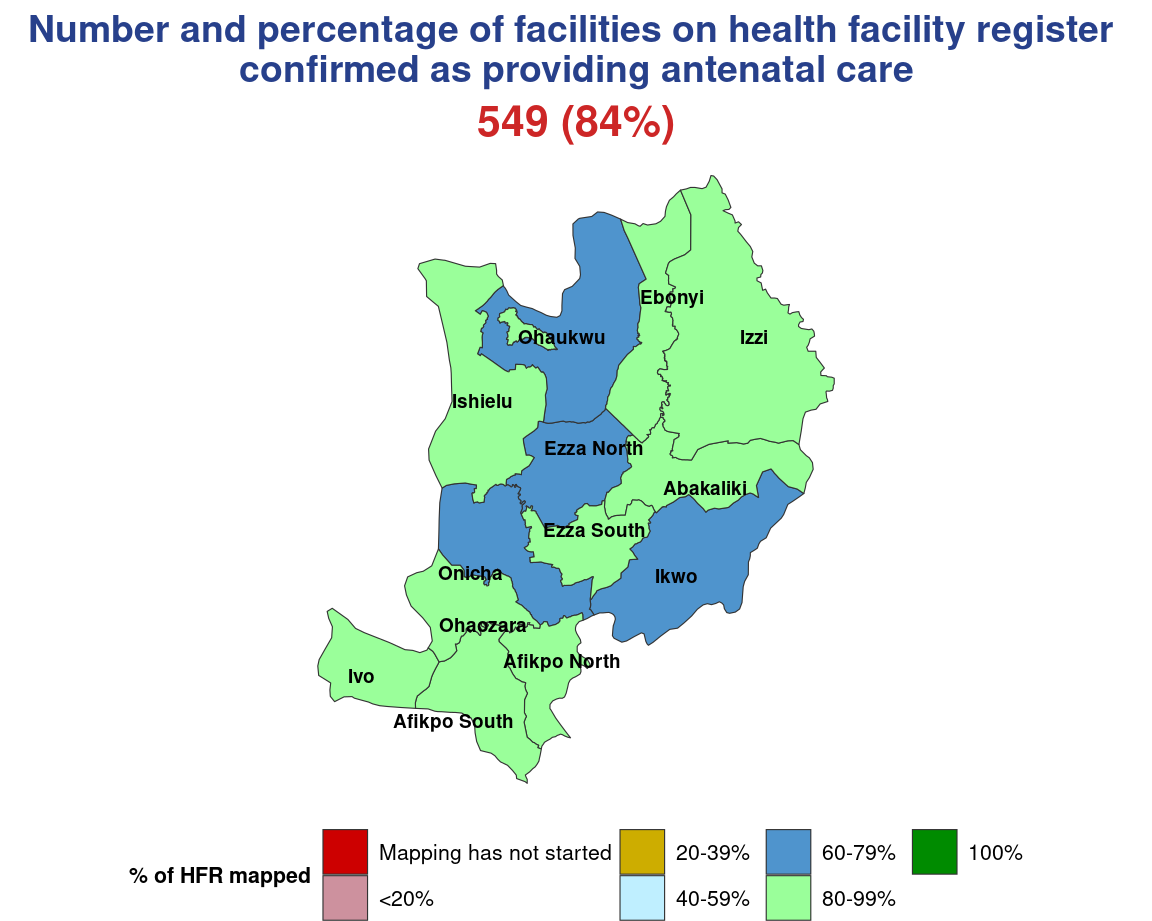 Number and percentage of facilities on health facility register
confirmed as providing antenatal care
549 (84%)
Ebonyi
Ohaukwu
Izzi
Ishielu
Ezza North
Abakaliki
Ezza South
Onicha
Ikwo
Ohaozara
Afikpo North
Ivo
Afikpo South
% of HFR mapped
Mapping has not started
<20%
20-39%
40-59%
60-79%
80-99%
100%